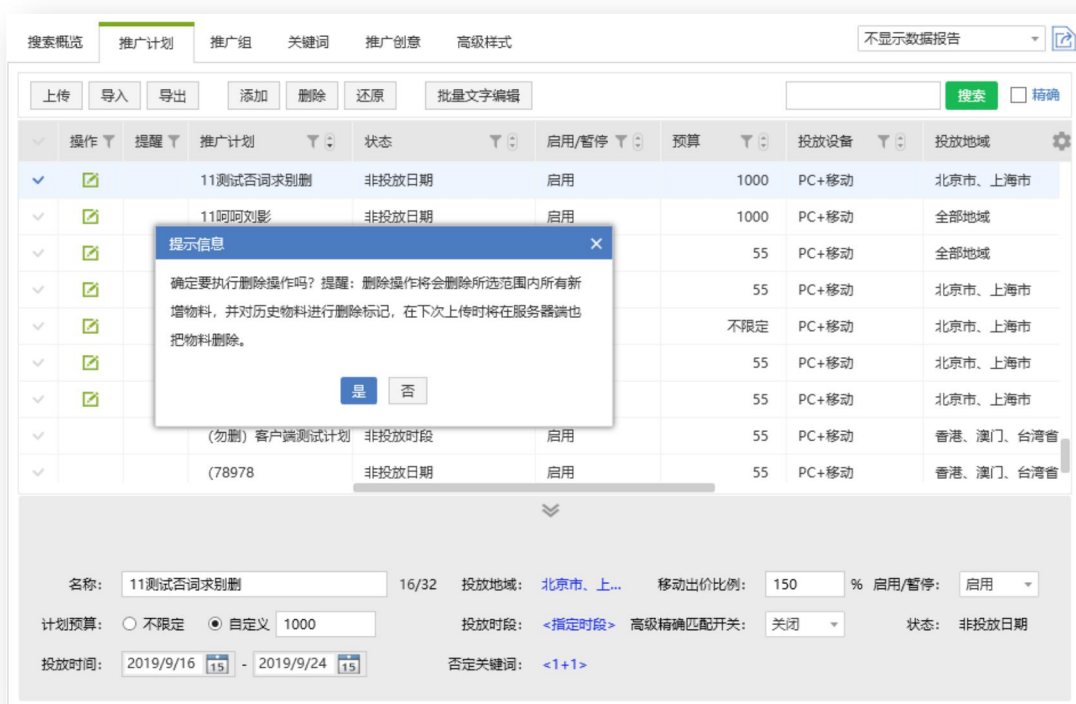 搜索概览 推广计划 推广组 关键词 推广创意 高级样式 不显示数据报告
上传 导入 导出 添加 删除 还原 批量文字编辑 搜索 精确
操作 提醒 推广计划 状态 启用/暂停 预算 投放设备 投放地域
11测试否词求别删 非投放日期 启用 1000 PC+移动 北京市、上海市
11呵呵刘影 非投放日期 启用 1000 PC+移动 全部地域
提示信息
55 PC+移动 全部地域
确定要执行删除操作吗？提醒：删除操作将会删除所选范围内所有新
55 PC+移动 北京市、上海市
增物料，并对历史物料进行删除标记，在下次上传时将在服务器端也
不限定 PC+移动 北京市、上海市
把物料删除。
55 PC+移动 北京市、上海市
是 否
55 PC+移动 北京市、上海市
(勿删) 客户端测试计划 非投放时段 启用 55 PC+移动 香港、澳门、台湾省
(78978 非投放日期 启用 55 PC+移动 香港、澳门、台湾省
名称： 11测试否词求别删 16/32 投放地域： 北京市、上... 移动出价比例： 150 % 启用/暂停： 启用
计划预算： 不限定 自定义 1000 投放时段： <指定时段> 高级精确匹配开关： 关闭 状态： 非投放日期
投放时间： 2019/9/16 15 - 2019/9/24 15 否定关键词： <1+1>